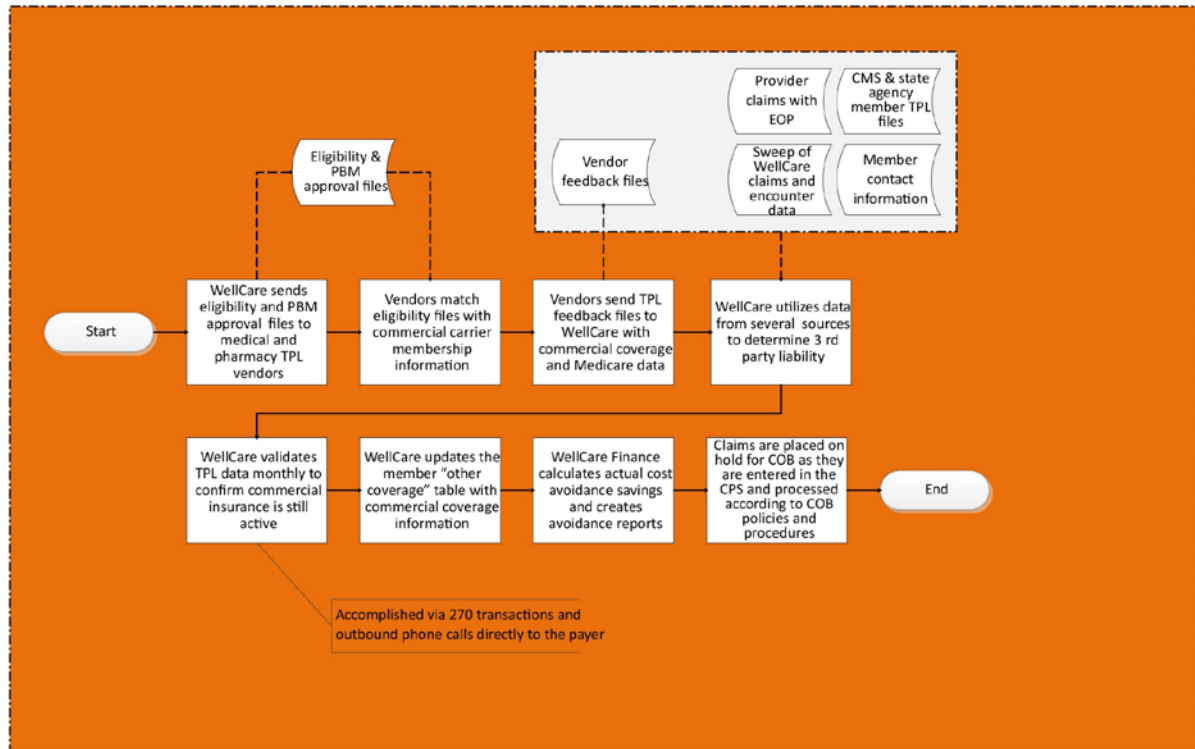 Provider
claims with
EOP
CMS & state
agency
member TPL
files
Eligibility &
PBM
approval files
Vendor
feedback files
Sweep of
WellCare
claims and
encounter
data
Member
contact
information
Start
WellCare sends
eligibility and PBM
approval files to
medical and
pharmacy TPL
vendors
Vendors match
eligibility files with
commercial carrier
membership
information
Vendors send TPL
feedback files to
WellCare with
commercial coverage
and Medicare data
WellCare utilizes data
from several sources
to determine 3 rd
party liability
WellCare validates
TPL data monthly to
confirm commercial
insurance is still
active
WellCare updates the
member “other
coverage” table with
commercial coverage
information
WellCare Finance
calculates actual cost
avoidance savings
and creates
avoidance reports
Claims are placed on
hold for COB as they
are entered in the
CPS and processed
according to COB
policies and
procedures
End
Accomplished via 270 transactions and
outbound phone calls directly to the payer